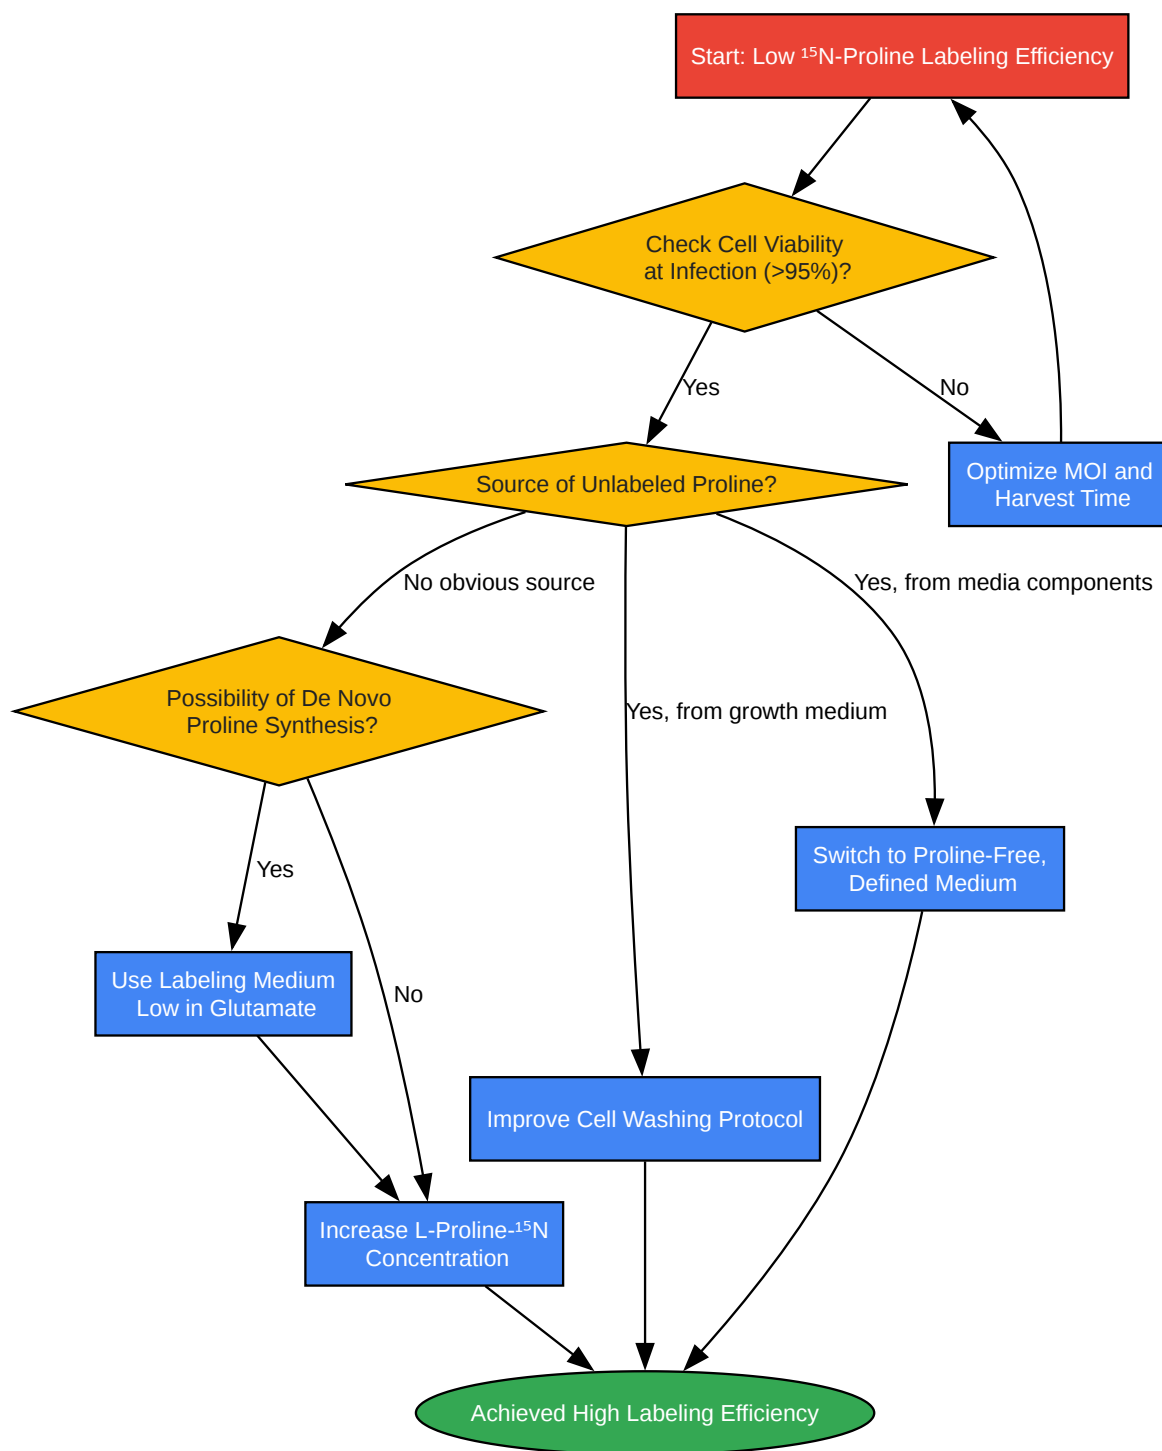 Start: Low ¹⁵N-Proline Labeling Efficiency
Check Cell Viability
at Infection (>95%)?
Yes
No
Source of Unlabeled Proline?
Optimize MOI and
Harvest Time
No obvious source
Yes, from media components
Possibility of De Novo
Proline Synthesis?
Yes, from growth medium
Switch to Proline-Free,
Defined Medium
Yes
Use Labeling Medium
Low in Glutamate
No
Improve Cell Washing Protocol
Increase L-Proline-¹⁵N
Concentration
Achieved High Labeling Efficiency